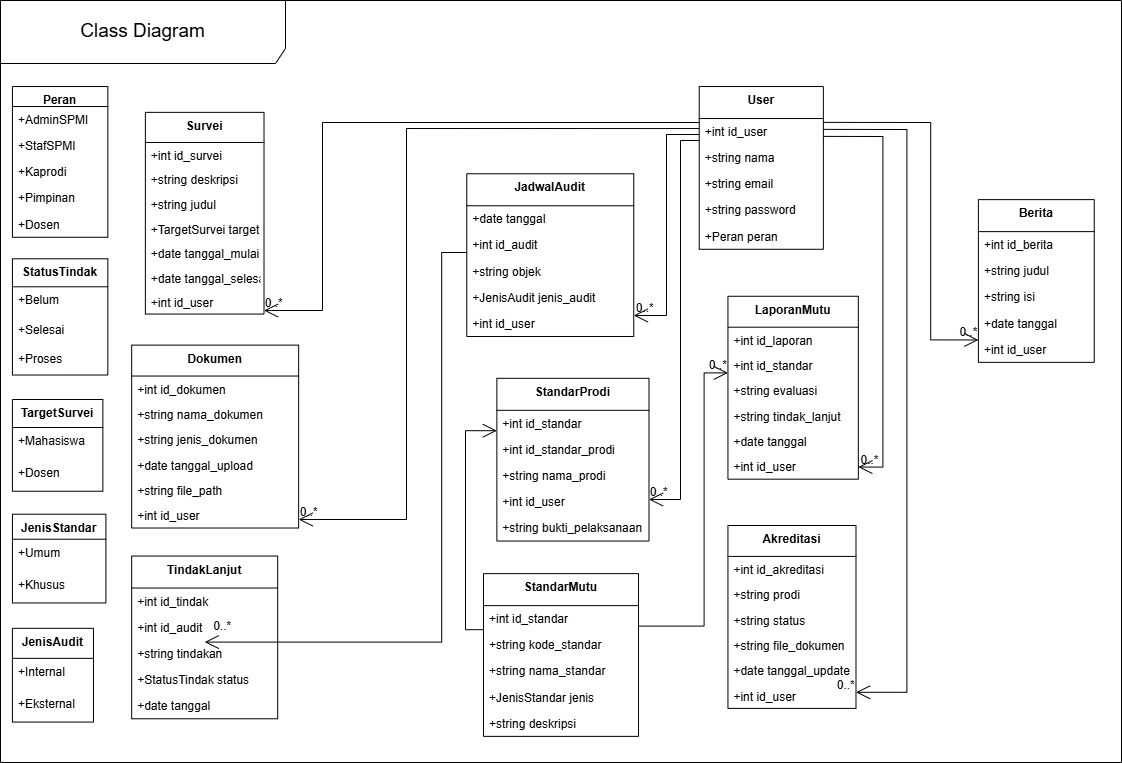 Class Diagram
Peran
+AdminSPMI
+StafSPMI
+Kaprodi
+Pimpinan
+Dosen
StatusTindak
+Belum
+Selesai
+Proses
TargetSurvei
+Mahasiswa
+Dosen
JenisStandar
+Umum
+Khusus
JenisAudit
+Internal
+Eksternal
Survei
+int id_survei
+string deskripsi
+string judul
+TargetSurvei target
+date tanggal_mulai
+date tanggal_selesa
+int id_user
0..*
Dokumen
+int id_dokumen
+string nama_dokumen
+string jenis_dokumen
+date tanggal_upload
+string file_path
+int id_user
0..*
TindakLanjut
+int id_tindak
+int id_audit
0..*
+string tindakan
+StatusTindak status
+date tanggal
JadwalAudit
+date tanggal
+int id_audit
+string objek
+JenisAudit jenis_audit
+int id_user
0..*
StandarProdi
+int id_standar
+int id_standar_prodi
+string nama_prodi
+int id_user
+string bukti_pelaksanaan
0..*
StandarMutu
+int id_standar
+string kode_standar
+string nama_standar
+JenisStandar jenis
+string deskripsi
User
+int id_user
+string nama
+string email
+string password
+Peran peran
LaporanMutu
+int id_laporan
0..*
+int id_standar
+string evaluasi
+string tindak_lanjut
+date tanggal
+int id_user
0..*
Akreditasi
+int id_akreditasi
+string prodi
+string status
+string file_dokumen
+date tanggal_update
0..*
+int id_user
Berita
+int id_berita
+string judul
+string isi
+date tanggal
0..*
+int id_user